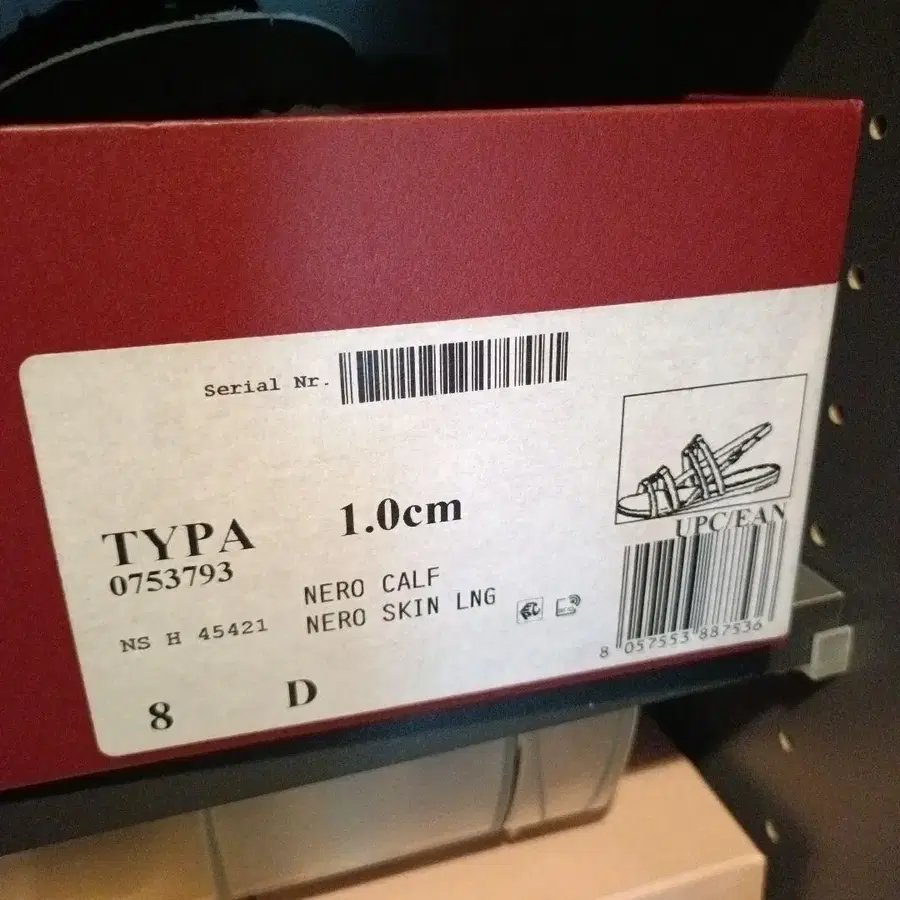 Serial Nr.
TYPA 1.0cm
0753793
NERO CALF
NS H 45421 NERO SKIN LNG
UPC/EAN
8 057553 887536
8 D